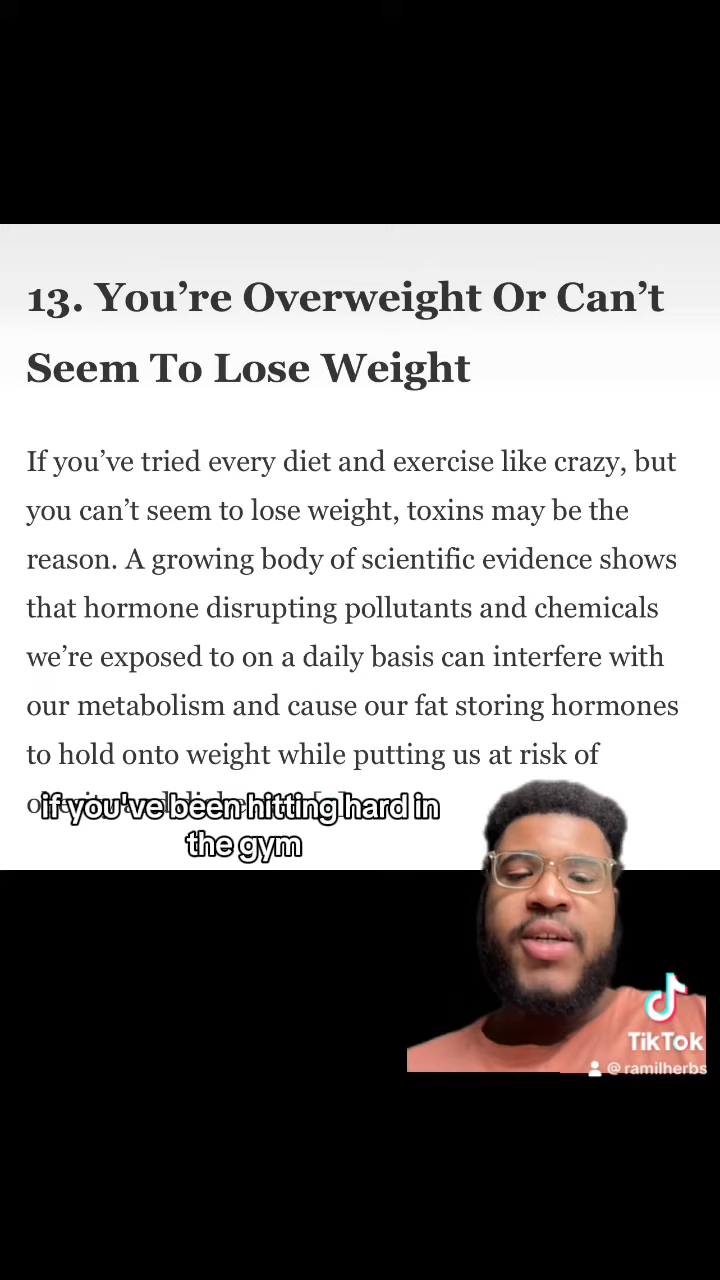 13. You're Overweight Or Can't
Seem To Lose Weight
If you've tried every diet and exercise like crazy, but
you can't seem to lose weight, toxins may be the
reason. A growing body of scientific evidence shows
that hormone disrupting pollutants and chemicals
we're exposed to on a daily basis can interfere with
our metabolism and cause our fat storing hormones
to hold onto weight while putting us at risk of
if you've been hitting hard in
the gym
TikTok
@ramilherbs